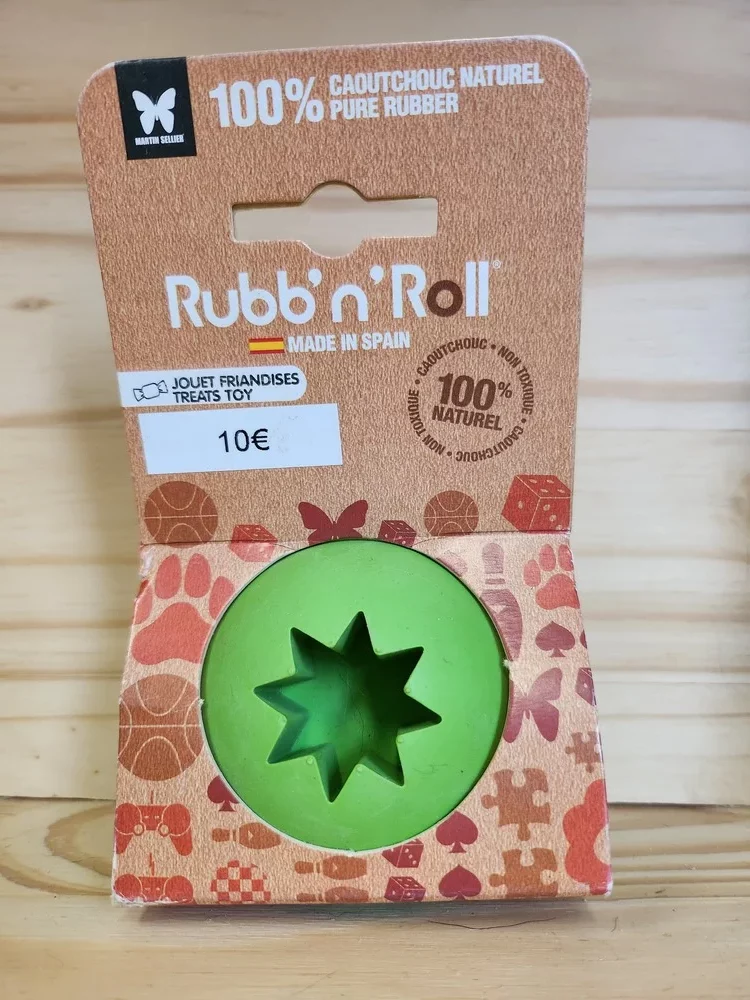 MARTIN SELLIER
100% CAOUTCHOUC NATUREL
PURE RUBBER
Rubb'n'Roll®
MADE IN SPAIN
JOUET FRIANDISES
TREATS TOY
10€
CAOUTCHOUC • NON TOXIQUE • CAOUTCHOUC • NON TOXIQUE •
100%
NATUREL